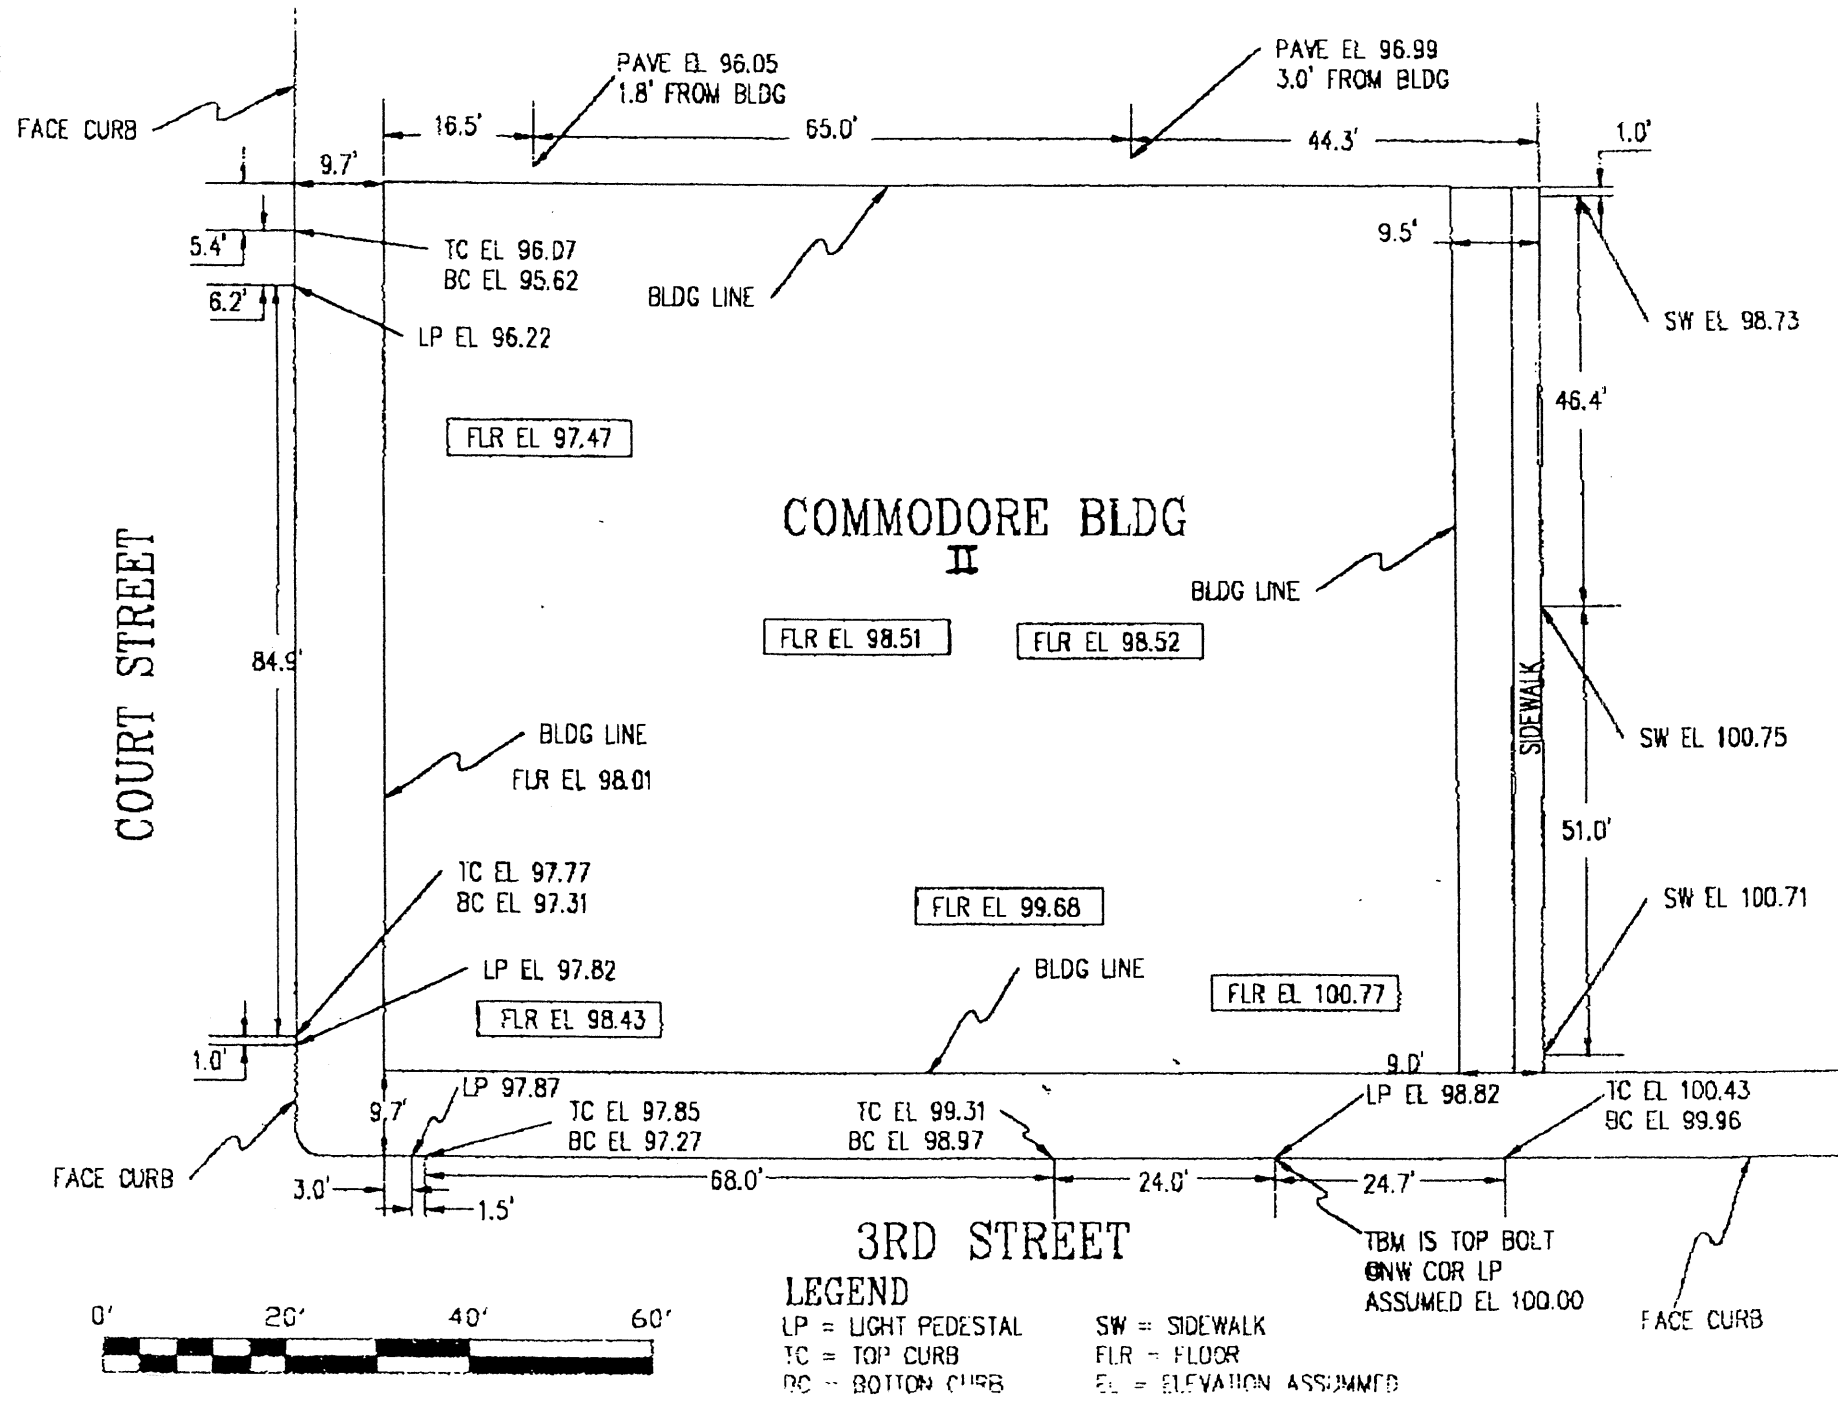 PAVE EL 96.05
1.8' FROM BLDG
PAVE EL 96.99
3.0' FROM BLDG
FACE CURB
16.5'
65.0'
44.3'
1.0'
9.7'
5.4'
6.2'
TC EL 96.07
BC EL 95.62
BLDG LINE
9.5'
LP EL 96.22
SW EL 98.73
46.4'
FLR EL 97.47
COMMODORE BLDG
II
BLDG LINE
COURT STREET
84.9'
FLR EL 98.51
FLR EL 98.52
SIDEWALK
SW EL 100.75
BLDG LINE
FLR EL 98.01
51.0'
TC EL 97.77
BC EL 97.31
FLR EL 99.68
SW EL 100.71
LP EL 97.82
BLDG LINE
FLR EL 98.43
FLR EL 100.77
1.0'
9.0'
LP 97.87
9.7'
TC EL 97.85
BC EL 97.27
TC EL 99.31
BC EL 98.97
LP EL 98.82
TC EL 100.43
BC EL 99.96
FACE CURB
3.0'
1.5'
68.0'
24.0'
24.7'
3RD STREET
TBM IS TOP BOLT
ONW COR LP
ASSUMED EL 100.00
FACE CURB
0' 20' 40' 60'
LEGEND
LP = LIGHT PEDESTAL
TC = TOP CURB
BC = BOTTON CURB
SW = SIDEWALK
FLR = FLOOR
EL = ELEVATION ASSUMMED